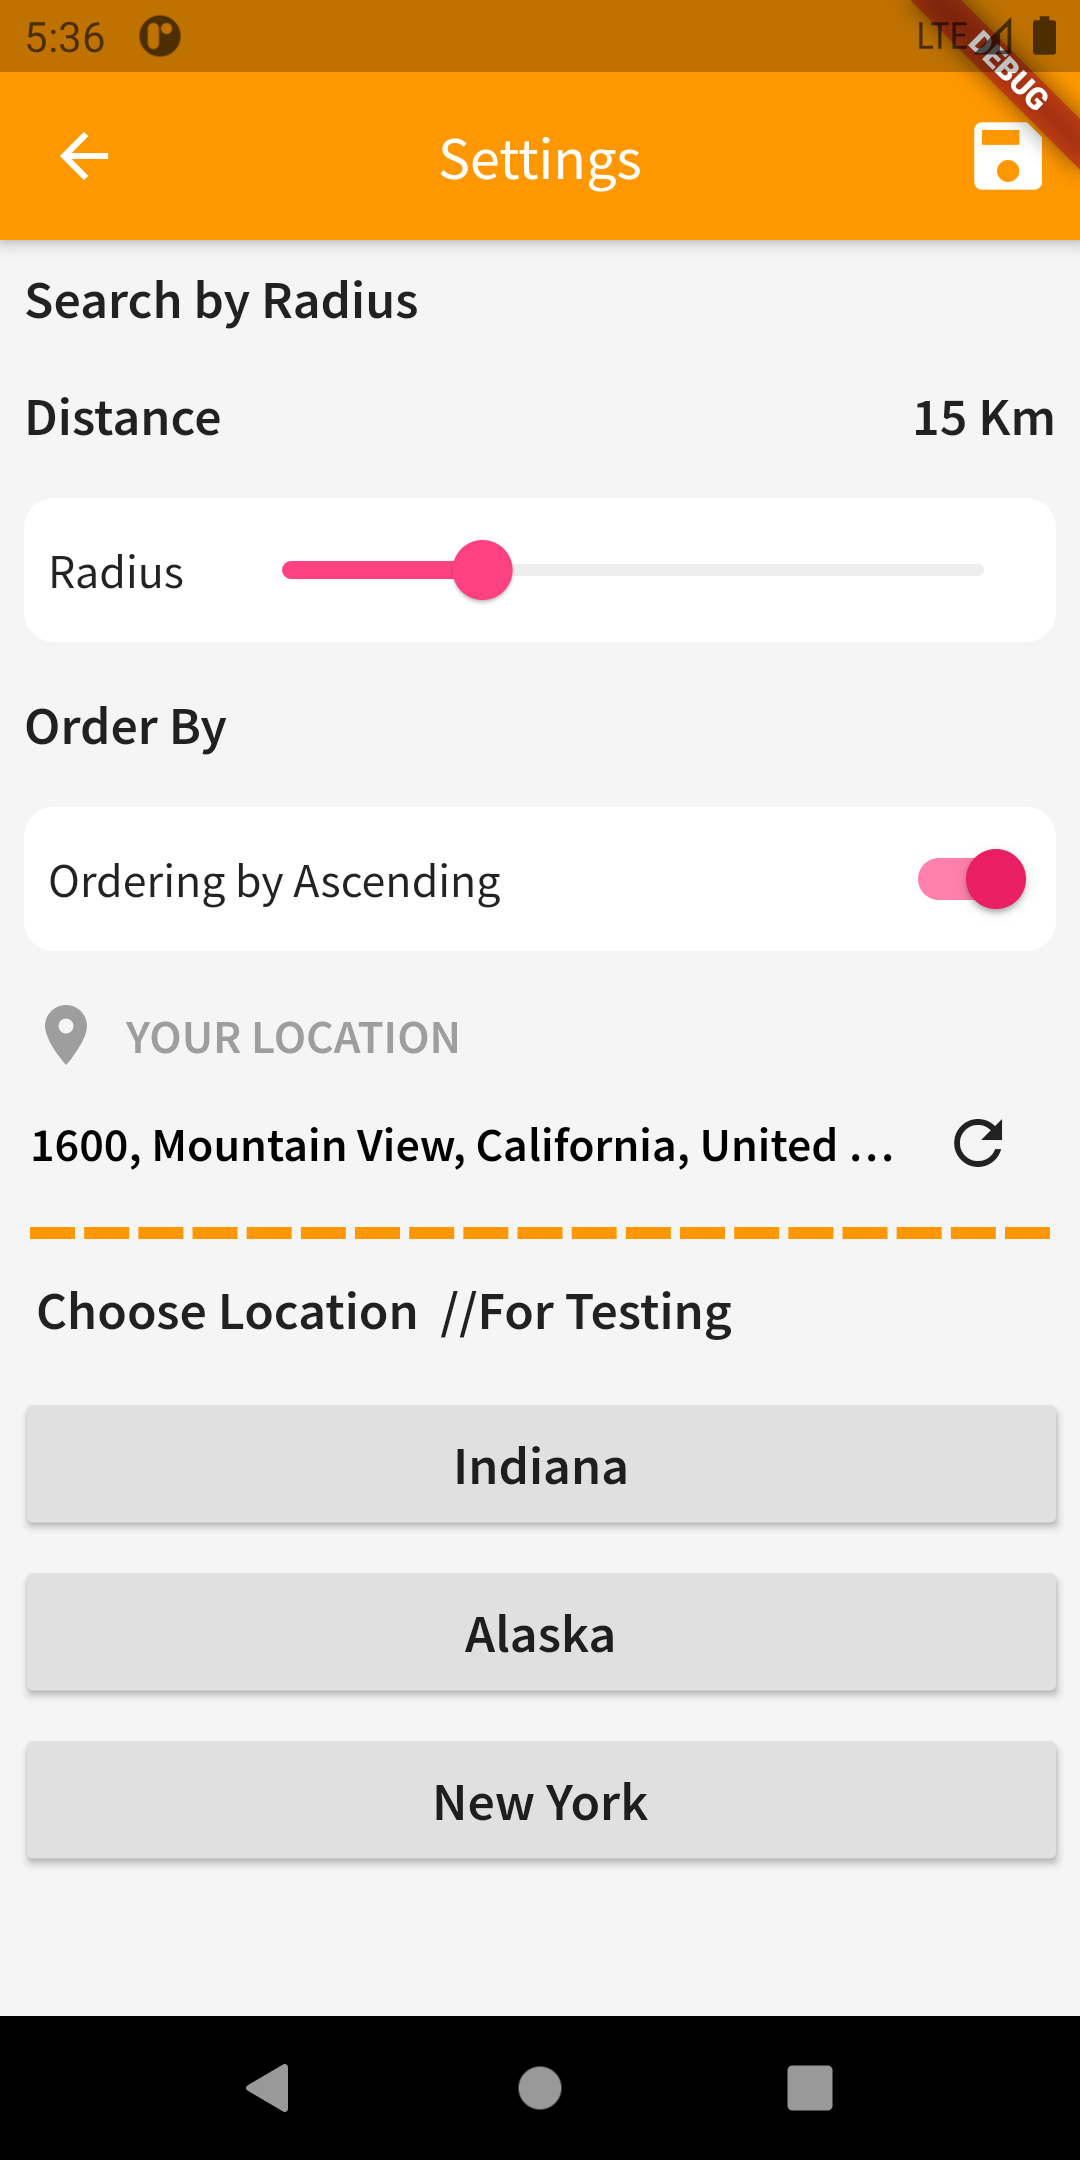 5:36 LTE DEBUG
Settings
Search by Radius
Distance 15 Km
Radius
Order By
Ordering by Ascending
YOUR LOCATION
1600, Mountain View, California, United ...
Choose Location //For Testing
Indiana
Alaska
New York